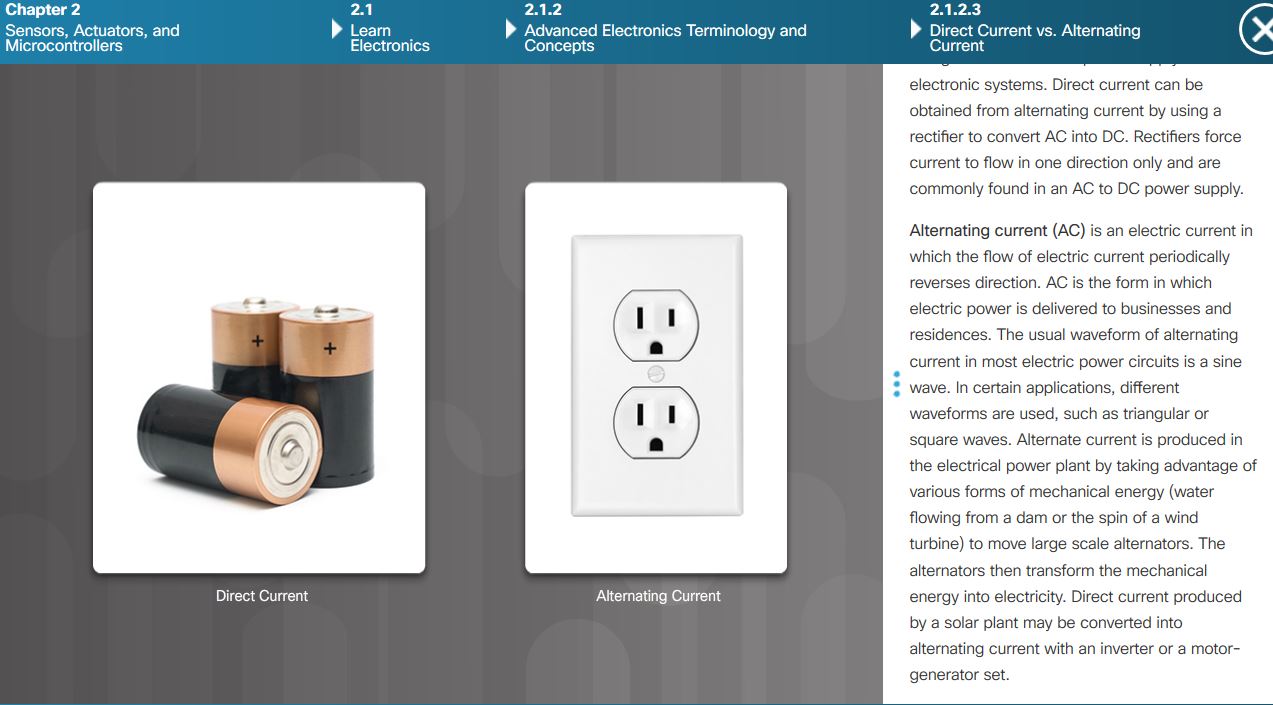 Chapter 2
Sensors, Actuators, and
Microcontrollers
2.1
Learn
Electronics
2.1.2
Advanced Electronics Terminology and
Concepts
2.1.2.3
Direct Current vs. Alternating
Current
+
+
Direct Current
Alternating Current
electronic systems. Direct current can be
obtained from alternating current by using a
rectifier to convert AC into DC. Rectifiers force
current to flow in one direction only and are
commonly found in an AC to DC power supply.
Alternating current (AC) is an electric current in
which the flow of electric current periodically
reverses direction. AC is the form in which
electric power is delivered to businesses and
residences. The usual waveform of alternating
current in most electric power circuits is a sine
wave. In certain applications, different
waveforms are used, such as triangular or
square waves. Alternate current is produced in
the electrical power plant by taking advantage of
various forms of mechanical energy (water
flowing from a dam or the spin of a wind
turbine) to move large scale alternators. The
alternators then transform the mechanical
energy into electricity. Direct current produced
by a solar plant may be converted into
alternating current with an inverter or a motor-
generator set.